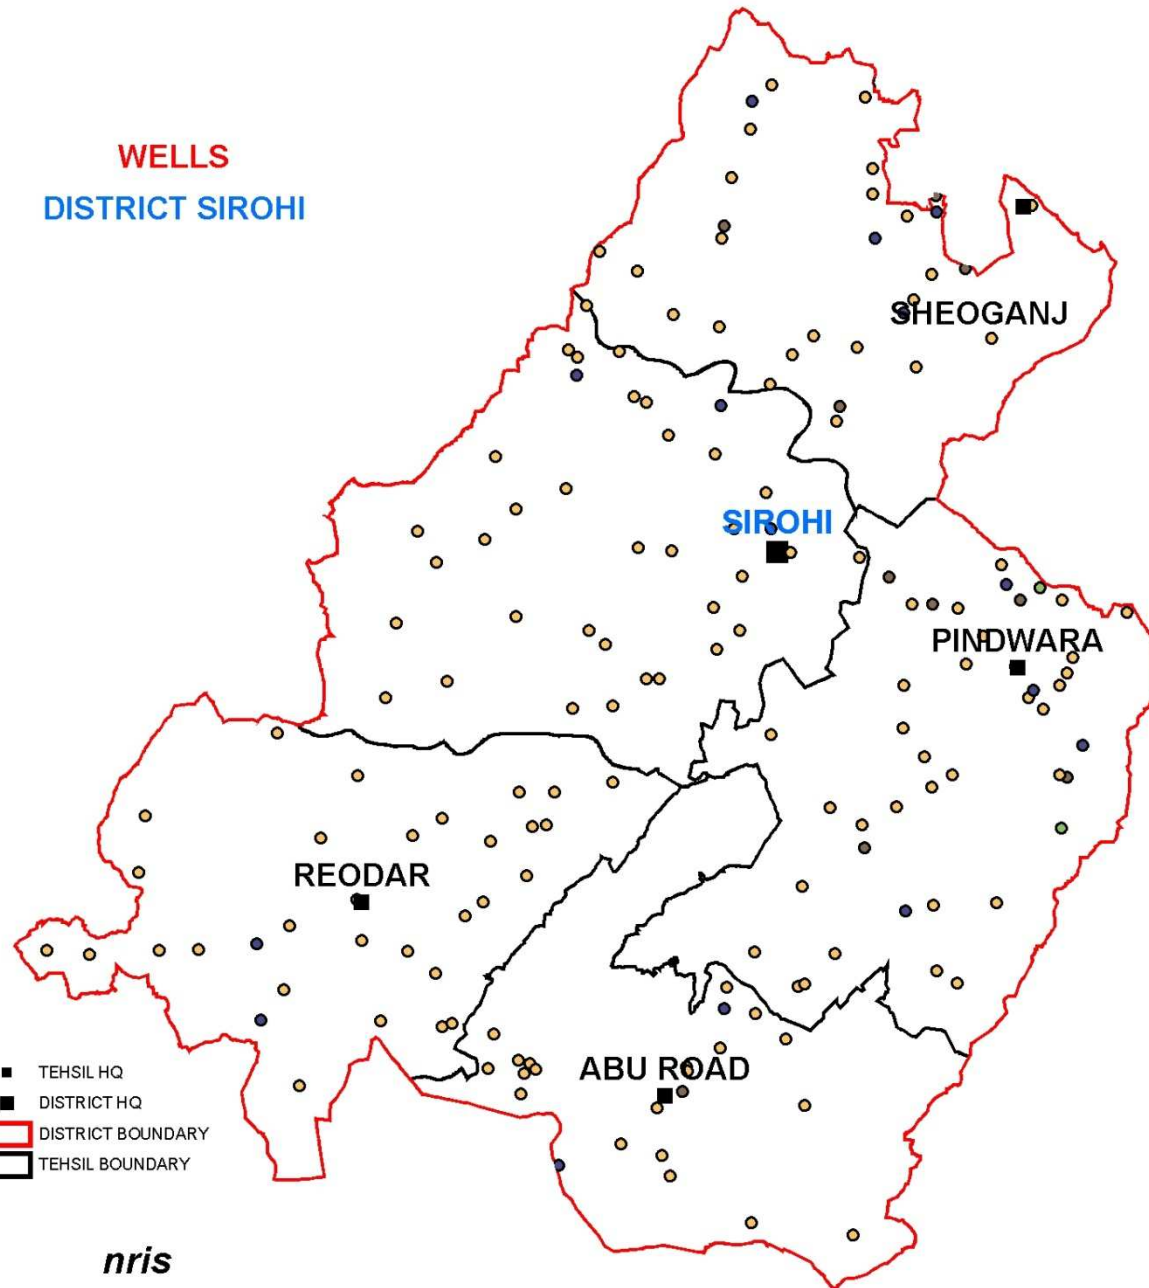 WELLS
DISTRICT SIROHI
SHEOGANJ
SIROHI
PINDWARA
REODAR
ABU ROAD
TEHSIL HQ
DISTRICT HQ
DISTRICT BOUNDARY
TEHSIL BOUNDARY
nris